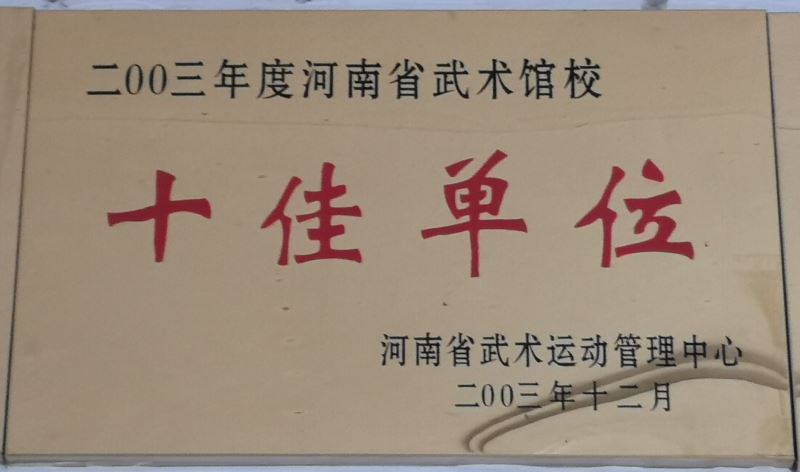 二00三年度河南省武术馆校
十佳单位
河南省武术运动管理中心
二00三年十二月